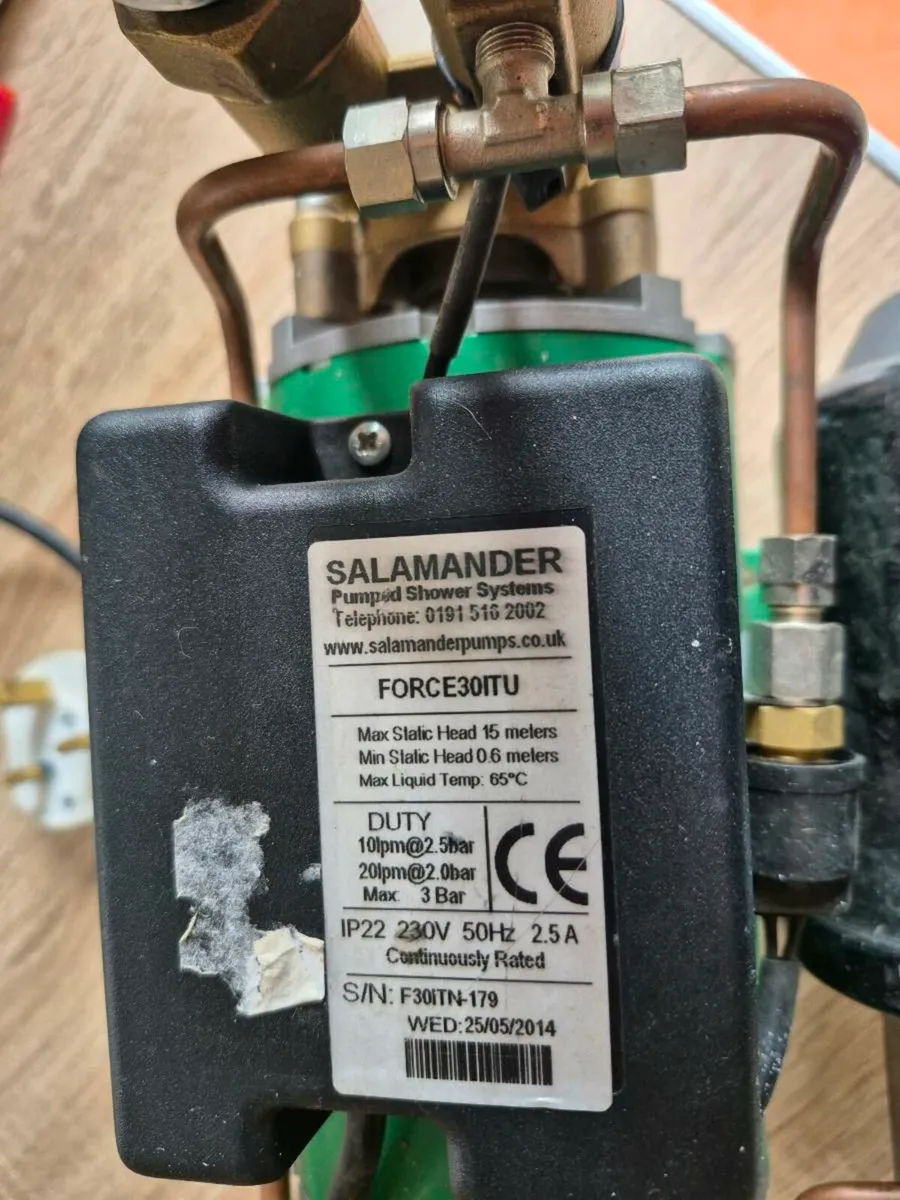 SALAMANDER
Pumped Shower Systems
Telephone: 0191 516 2002
www.salamanderpumps.co.uk
FORCE30ITU
Max Static Head 15 meters
Min Static Head 0.6 meters
Max Liquid Temp: 65°C
DUTY
10lpm@2.5bar
20lpm@2.0bar
Max. 3 Bar
CE
IP22 230V 50Hz 2.5 A
Continuously Rated
S/N: F30ITN-179
WED: 25/05/2014